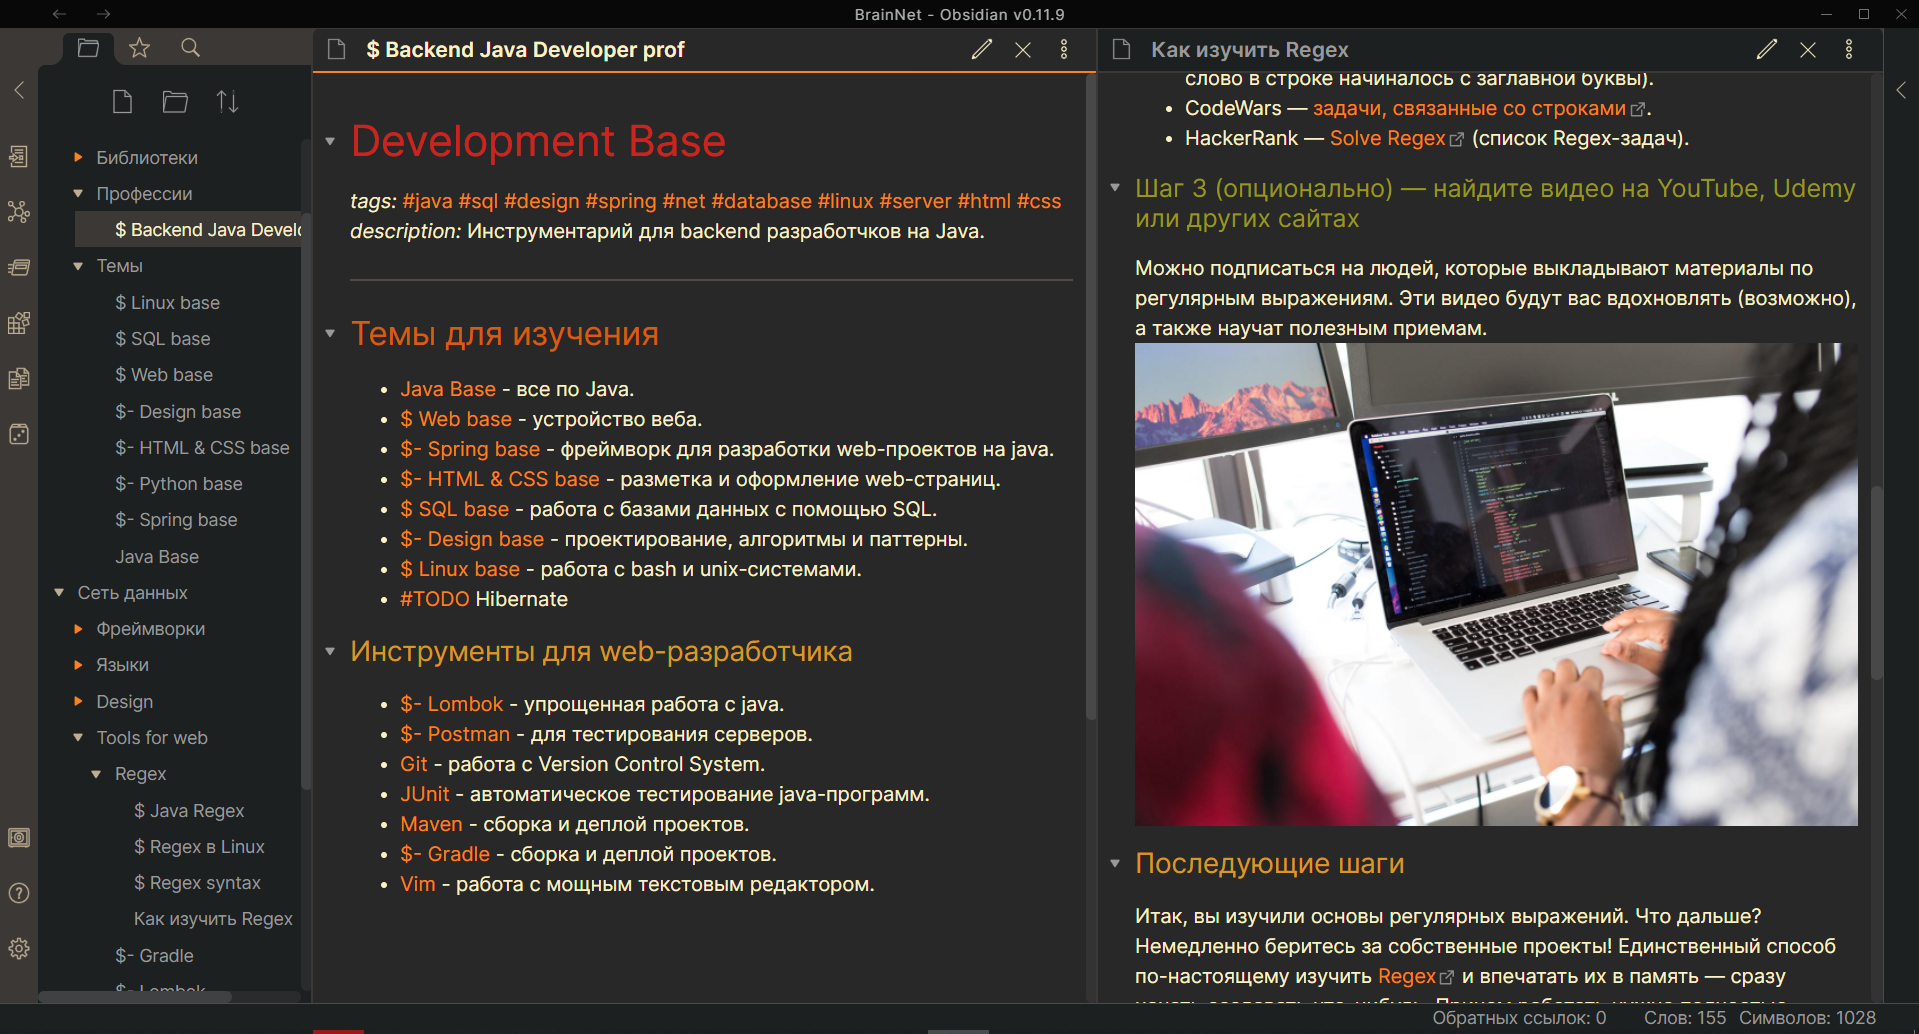 BrainNet - Obsidian v0.11.9
Библиотеки
Профессии
$ Backend Java Develo
Темы
$ Linux base
$ SQL base
$ Web base
$- Design base
$- HTML & CSS base
$- Python base
$- Spring base
Java Base
Сеть данных
Фреймворки
Языки
Design
Tools for web
Regex
$ Java Regex
$ Regex в Linux
$ Regex syntax
Как изучить Regex
$- Gradle
$- Lombok
$ Backend Java Developer prof
Development Base
tags: #java #sql #design #spring #net #database #linux #server #html #css
description: Инструментарий для backend разработчков на Java.
Темы для изучения
Java Base - все по Java.
$ Web base - устройство веба.
$- Spring base - фреймворк для разработки web-проектов на java.
$- HTML & CSS base - разметка и оформление web-страниц.
$ SQL base - работа с базами данных с помощью SQL.
$- Design base - проектирование, алгоритмы и паттерны.
$ Linux base - работа с bash и unix-системами.
#TODO Hibernate
Инструменты для web-разработчика
$- Lombok - упрощенная работа с java.
$- Postman - для тестирования серверов.
Git - работа с Version Control System.
JUnit - автоматическое тестирование java-программ.
Maven - сборка и деплой проектов.
$- Gradle - сборка и деплой проектов.
Vim - работа с мощным текстовым редактором.
Как изучить Regex
слово в строке начиналось с заглавной буквы).
CodeWars — задачи, связанные со строками.
HackerRank — Solve Regex (список Regex-задач).
Шаг 3 (опционально) — найдите видео на YouTube, Udemy
или других сайтах
Можно подписаться на людей, которые выкладывают материалы по
регулярным выражениям. Эти видео будут вас вдохновлять (возможно),
а также научат полезным приемам.
Последующие шаги
Итак, вы изучили основы регулярных выражений. Что дальше?
Немедленно беритесь за собственные проекты! Единственный способ
по-настоящему изучить Regex и впечатать их в память — сразу
Обратных ссылок: 0 Слов: 155 Символов: 1028